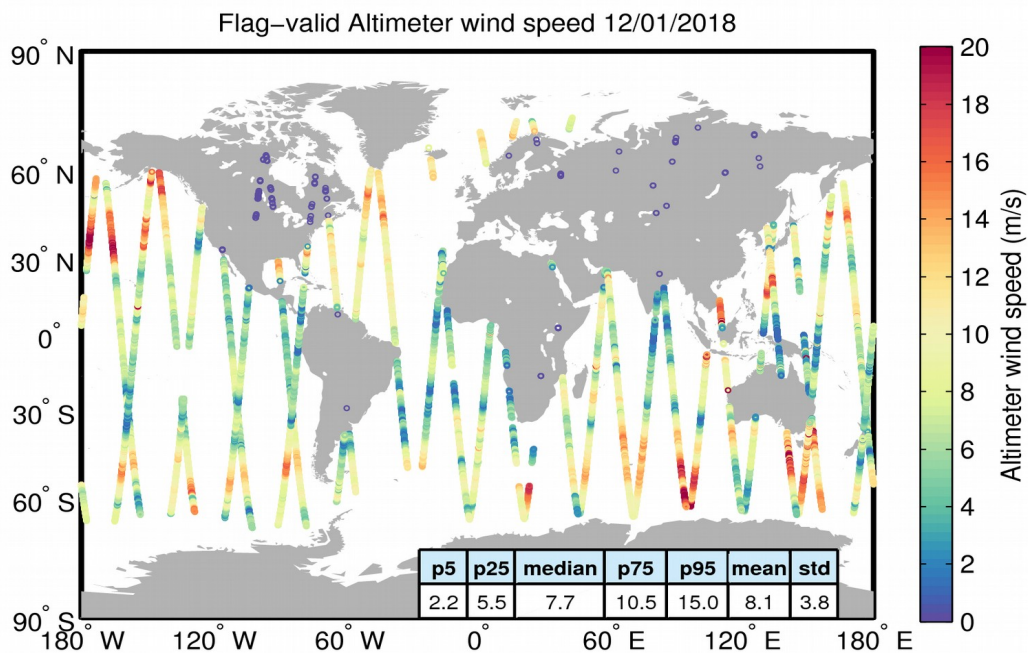 Flag−valid Altimeter wind speed 12/01/2018
90° N
60° N
30° N
0°
30° S
60° S
90° S
180° W
120° W
60° W
0°
60° E
120° E
180° E
p5 p25 median p75 p95 mean std
2.2 5.5 7.7 10.5 15.0 8.1 3.8
20
18
16
14
12
10
8
6
4
2
0
Altimeter wind speed (m/s)